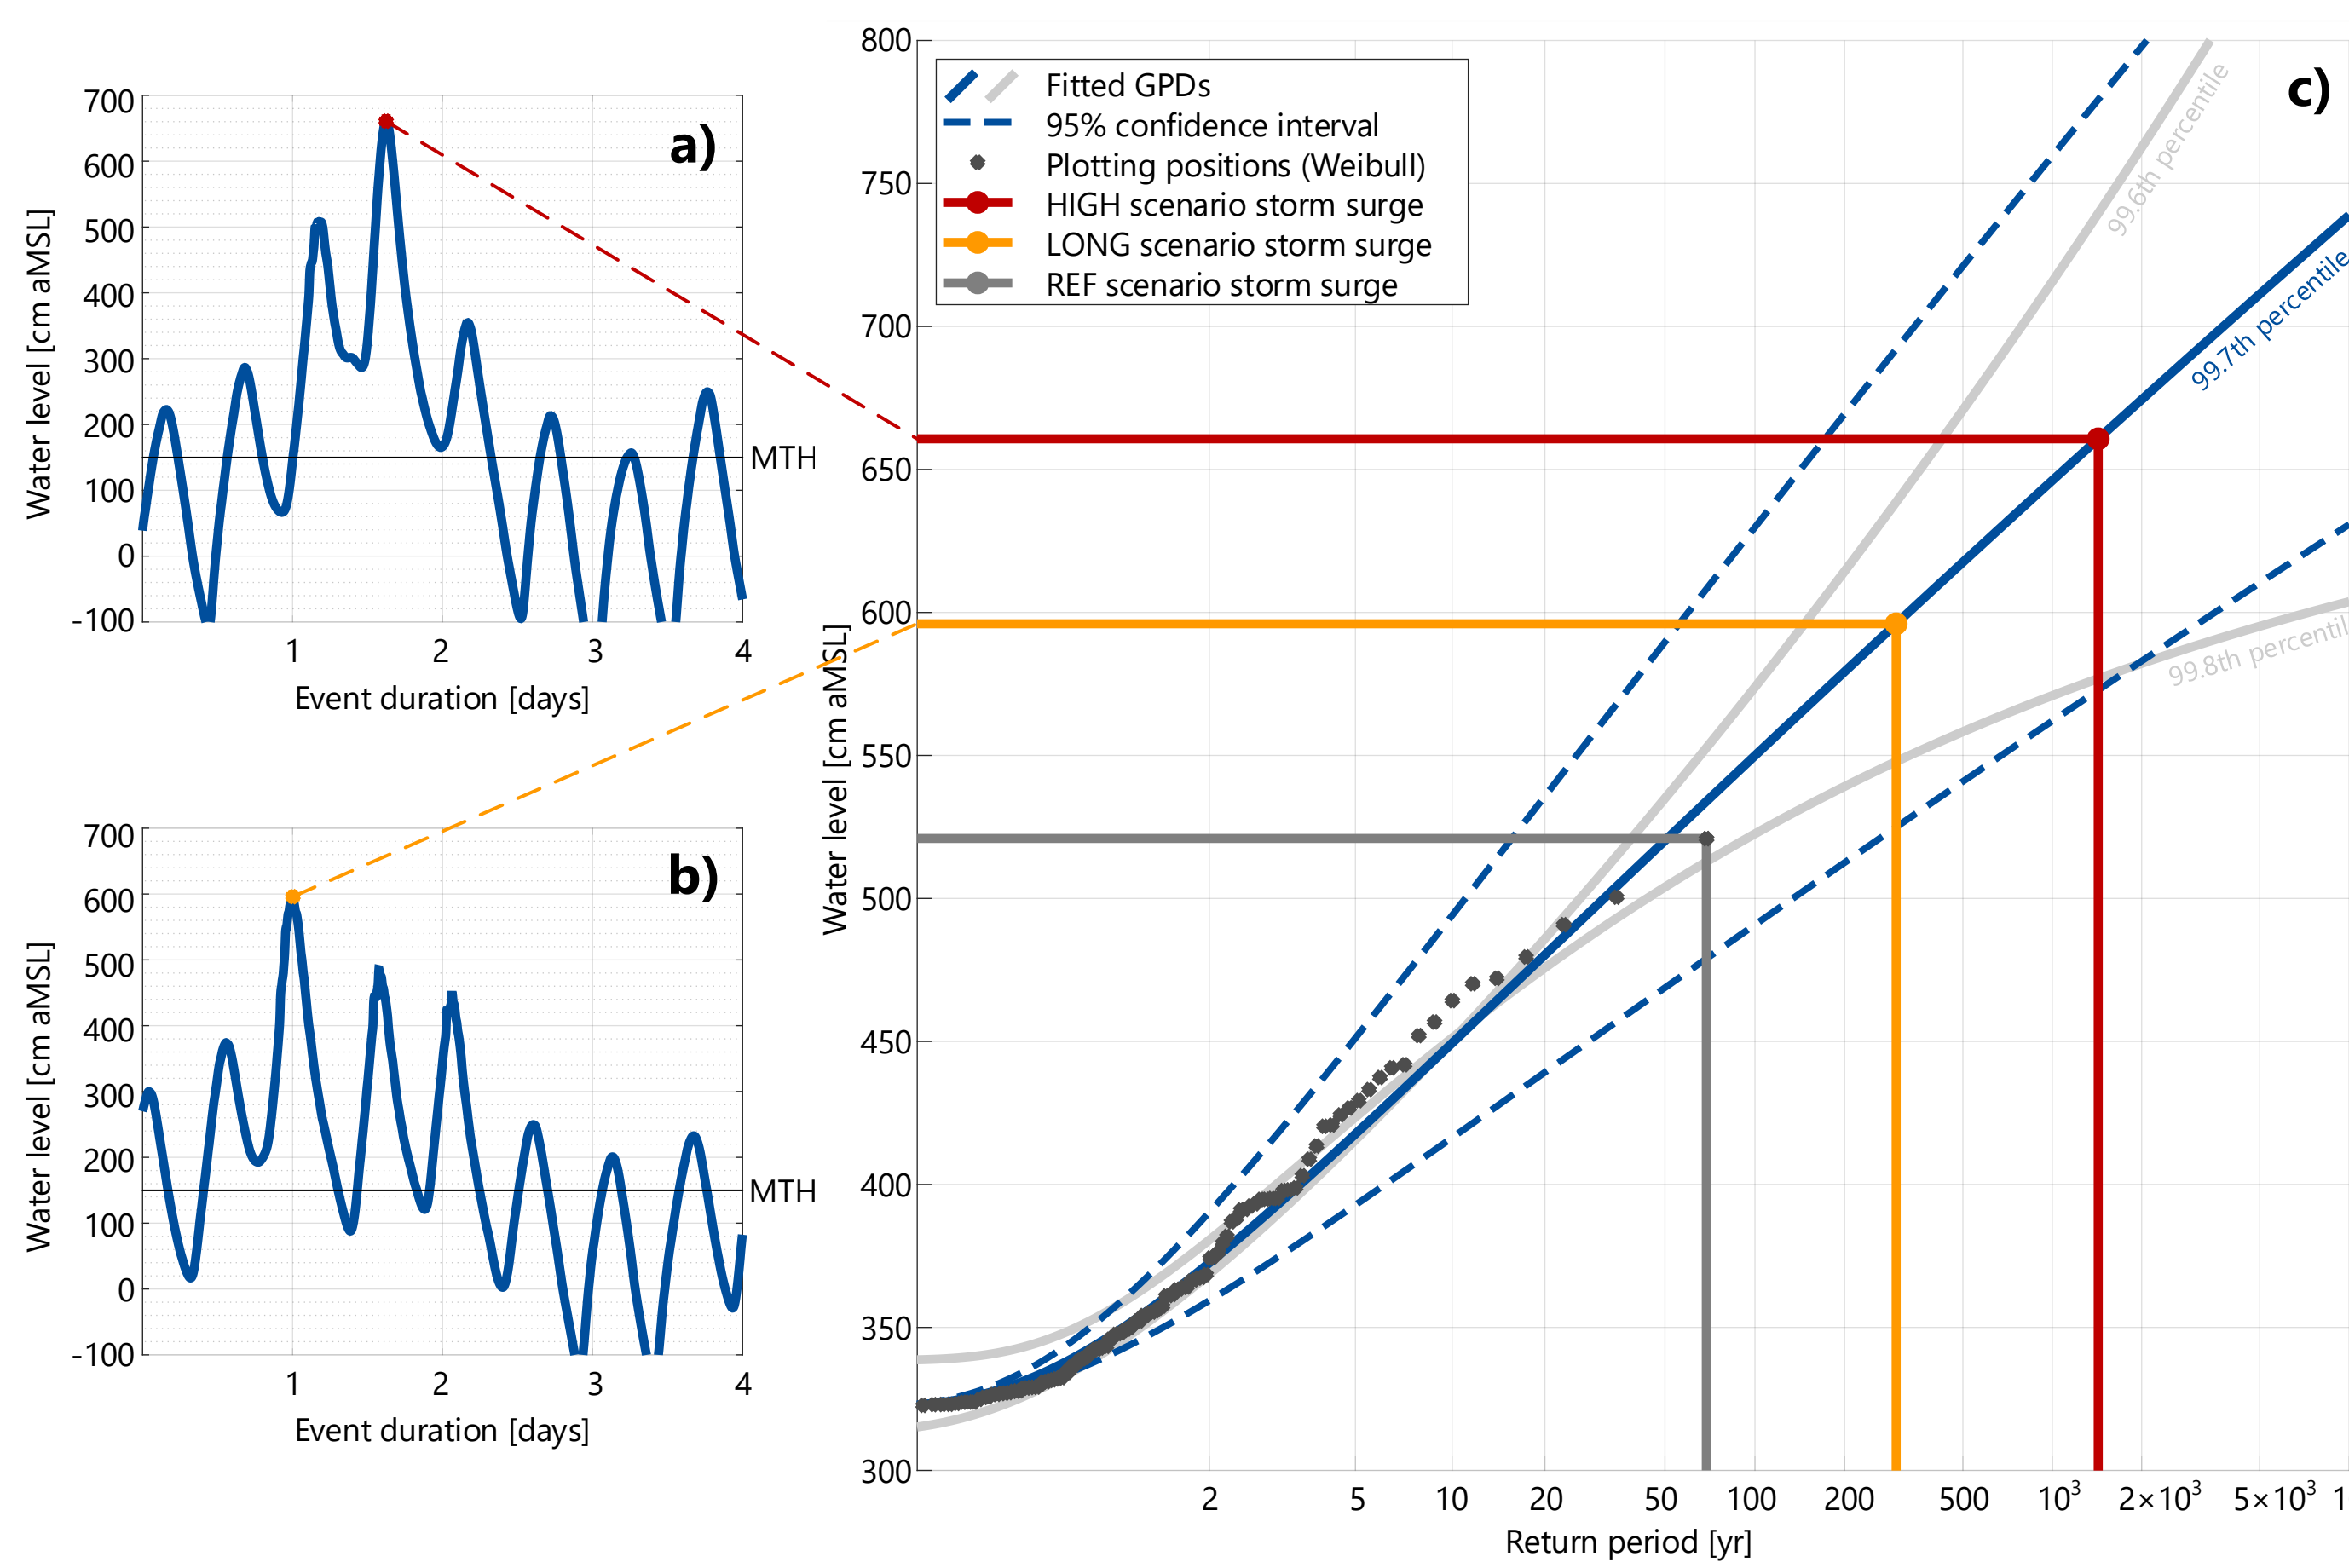 a)
700
600
500
400
300
200
100
0
-100
Water level [cm aMSL]
MTH
1 2 3 4
Event duration [days]
b)
700
600
500
400
300
200
100
0
-100
Water level [cm aMSL]
MTH
1 2 3 4
Event duration [days]
c)
800
750
700
650
600
550
500
450
400
350
300
Water level [cm aMSL]
Fitted GPDs
95% confidence interval
Plotting positions (Weibull)
HIGH scenario storm surge
LONG scenario storm surge
REF scenario storm surge
99.6th percentile
99.7th percentile
99.8th percentil
2 5 10 20 50 100 200 500 10³ 2×10³ 5×10³ 1
Return period [yr]